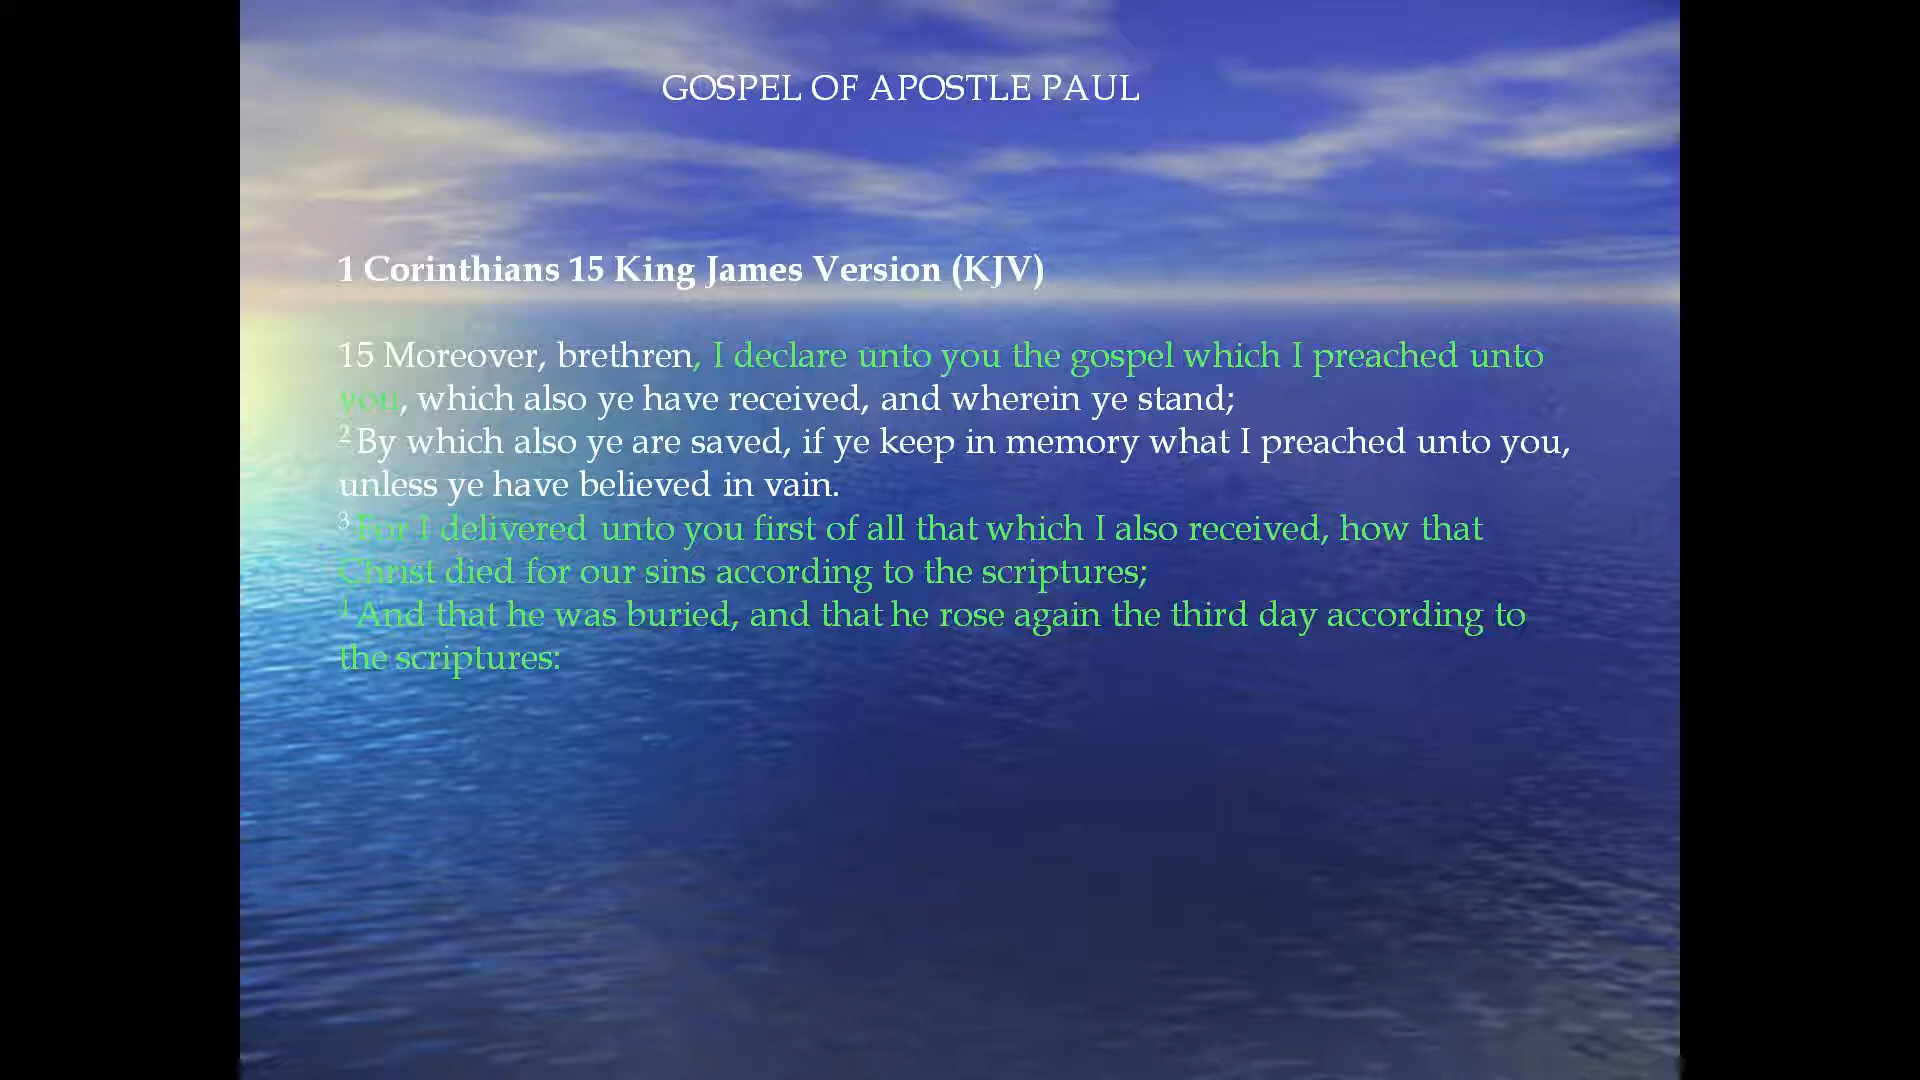 GOSPEL OF APOSTLE PAUL
1 Corinthians 15 King James Version (KJV)
15 Moreover, brethren, I declare unto you the gospel which I preached unto
you, which also ye have received, and wherein ye stand;
2 By which also ye are saved, if ye keep in memory what I preached unto you,
unless ye have believed in vain.
3 For I delivered unto you first of all that which I also received, how that
Christ died for our sins according to the scriptures;
4 And that he was buried, and that he rose again the third day according to
the scriptures: